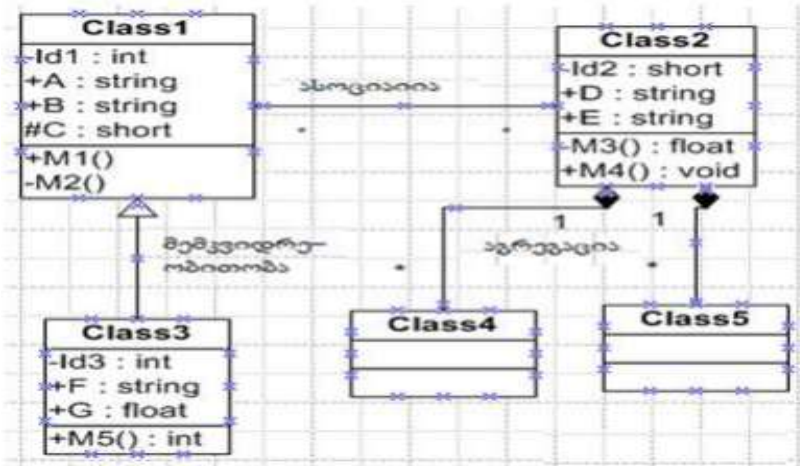 Class1
-Id1 : int
+A : string
+B : string
#C : short
+M1()
-M2()
ასოციაია
*
*
Class2
-Id2 : short
+D : string
+E : string
-M3() : float
+M4() : void
მემკვიდრე-
ობითობა
1
1
აგრეგაცია
*
*
Class3
-Id3 : int
+F : string
+G : float
+M5() : int
Class4
Class5